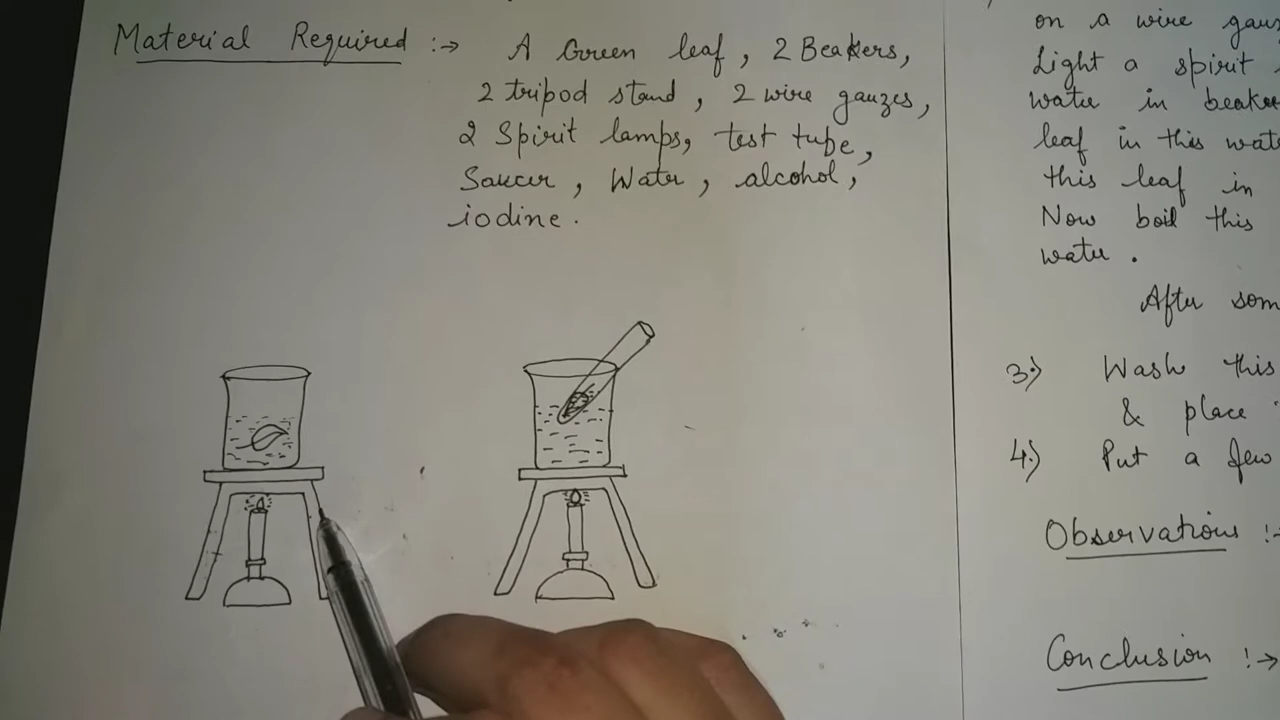 Material Required :→ A Green leaf, 2 Beakers,
2 tripod stand, 2 wire gauzes,
2 Spirit lamps, test tube,
Saucer, Water, alcohol,
iodine.
on a wire
Light a spirit
water in
leaf in this
this leaf in
Now boil this
water.
After
3.) Wash this
& place
4.) Put a few
Observations :→
Conclusion :→